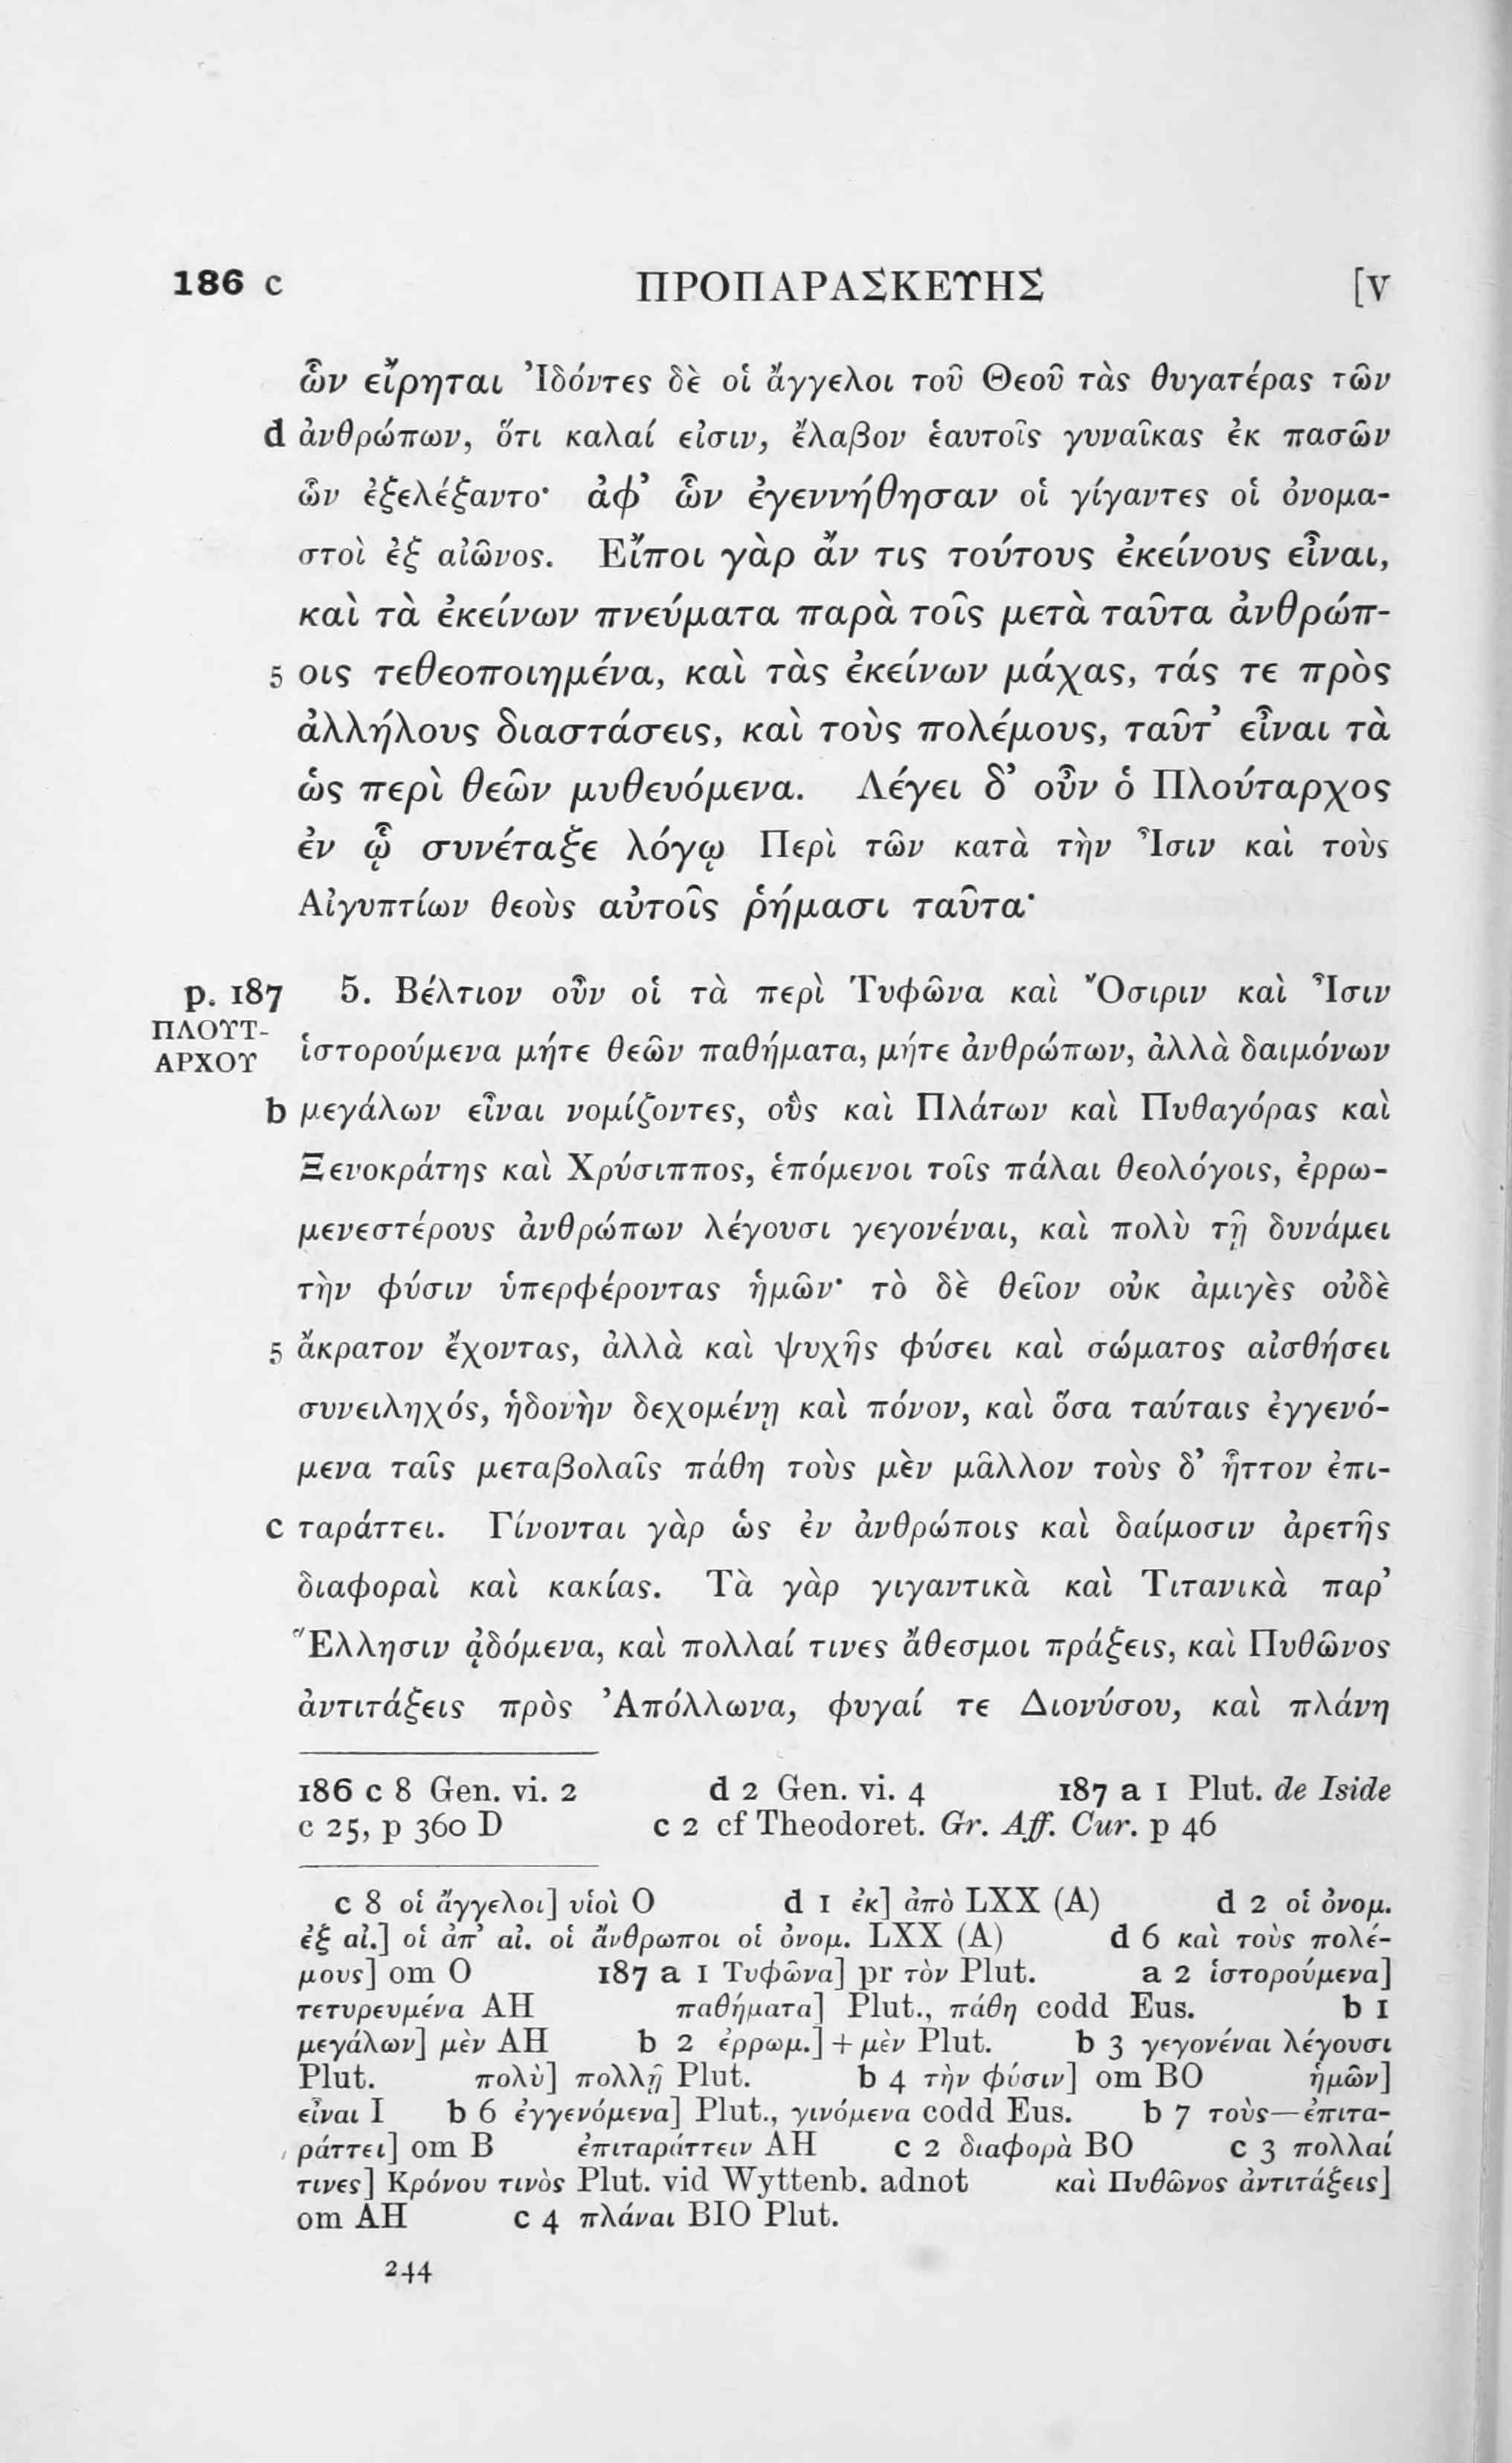 186 c ΠΡΟΠΑΡΑΣΚΕΥΗΣ [V
ὧν εἴρηται Ἰδόντες δὲ οἱ ἄγγελοι τοῦ Θεοῦ τὰς θυγατέρας τῶν
d ἀνθρώπων, ὅτι καλαί εἰσιν, ἔλαβον ἑαυτοῖς γυναῖκας ἐκ πασῶν
ὧν ἐξελέξαντο· ἀφ’ ὧν ἐγεννήθησαν οἱ γίγαντες οἱ ὀνομα-
στοὶ ἐξ αἰῶνος. Εἴποι γὰρ ἄν τις τούτους ἐκείνους εἶναι,
καὶ τὰ ἐκείνων πνεύματα παρὰ τοῖς μετὰ ταῦτα ἀνθρώπ-
5 οις τεθεοποιημένα, καὶ τὰς ἐκείνων μάχας, τάς τε πρὸς
ἀλλήλους διαστάσεις, καὶ τοὺς πολέμους, ταῦτ’ εἶναι τὰ
ὡς περὶ θεῶν μυθευόμενα. Λέγει δ’ οὖν ὁ Πλούταρχος
ἐν ᾧ συνέταξε λόγῳ Περὶ τῶν κατὰ τὴν Ἶσιν καὶ τοὺς
Αἰγυπτίων θεοὺς αὐτοῖς ῥήμασι ταῦτα·
p. 187 5. Βέλτιον οὖν οἱ τὰ περὶ Τυφῶνα καὶ Ὄσιριν καὶ Ἶσιν
ΠΛΟΥΤ-
ΑΡΧΟΥ ἱστορούμενα μήτε θεῶν παθήματα, μήτε ἀνθρώπων, ἀλλὰ δαιμόνων
b μεγάλων εἶναι νομίζοντες, οὓς καὶ Πλάτων καὶ Πυθαγόρας καὶ
Ξενοκράτης καὶ Χρύσιππος, ἑπόμενοι τοῖς πάλαι θεολόγοις, ἐρρω-
μενεστέρους ἀνθρώπων λέγουσι γεγονέναι, καὶ πολὺ τῇ δυνάμει
τὴν φύσιν ὑπερφέροντας ἡμῶν· τὸ δὲ θεῖον οὐκ ἀμιγὲς οὐδὲ
5 ἄκρατον ἔχοντας, ἀλλὰ καὶ ψυχῆς φύσει καὶ σώματος αἰσθήσει
συνειληχός, ἡδονὴν δεχομένῃ καὶ πόνον, καὶ ὅσα ταύταις ἐγγενό-
μενα ταῖς μεταβολαῖς πάθη τοὺς μὲν μᾶλλον τοὺς δ’ ἧττον ἐπι-
c ταράττει. Γίνονται γὰρ ὡς ἐν ἀνθρώποις καὶ δαίμοσιν ἀρετῆς
διαφοραὶ καὶ κακίας. Τὰ γὰρ γιγαντικὰ καὶ Τιτανικὰ παρ’
Ἕλλησιν ᾀδόμενα, καὶ πολλαί τινες ἄθεσμοι πράξεις, καὶ Πυθῶνος
ἀντιτάξεις πρὸς Ἀπόλλωνα, φυγαί τε Διονύσου, καὶ πλάνη
186 c 8 Gen. vi. 2 d 2 Gen. vi. 4 187 a 1 Plut. de Iside
c 25, p 360 D c 2 cf Theodoret. Gr. Aff. Cur. p 46
c 8 οἱ ἄγγελοι] υἱοὶ O d 1 ἐκ] ἀπὸ LXX (A) d 2 οἱ ὀνομ.
ἐξ αἰ.] οἱ ἀπ’ αἰ. οἱ ἄνθρωποι οἱ ὀνομ. LXX (A) d 6 καὶ τοὺς πολέ-
μους] om O 187 a 1 Τυφῶνα] pr τὸν Plut. a 2 ἱστορούμενα]
τετυρευμένα AH παθήματα] Plut., πάθη codd Eus. b 1
μεγάλων] μὲν AH b 2 ἐρρωμ.] + μὲν Plut. b 3 γεγονέναι λέγουσι
Plut. πολὺ] πολλῇ Plut. b 4 τὴν φύσιν] om BO ἡμῶν]
εἶναι I b 6 ἐγγενόμενα] Plut., γινόμενα codd Eus. b 7 τοὺς—ἐπιτα-
ράττει] om B ἐπιταράττειν AH c 2 διαφορὰ BO c 3 πολλαί
τινες] Κρόνου τινὸς Plut. vid Wyttenb. adnot καὶ Πυθῶνος ἀντιτάξεις]
om AH c 4 πλάναι BIO Plut.
244